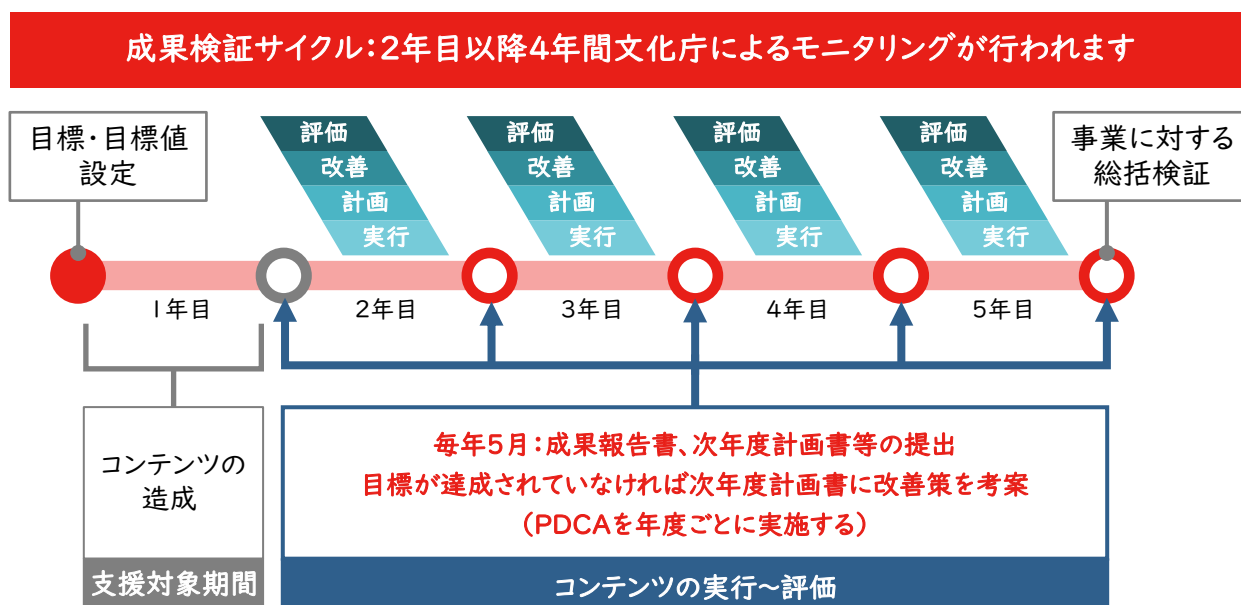 成果検証サイクル：2年目以降4年間文化庁によるモニタリングが行われます
目標・目標値
設定
評価
改善
計画
実行
評価
改善
計画
実行
評価
改善
計画
実行
評価
改善
計画
実行
事業に対する
総括検証
1年目
2年目
3年目
4年目
5年目
コンテンツの
造成
支援対象期間
毎年5月：成果報告書、次年度計画書等の提出
目標が達成されていなければ次年度計画書に改善策を考案
（PDCAを年度ごとに実施する）
コンテンツの実行～評価